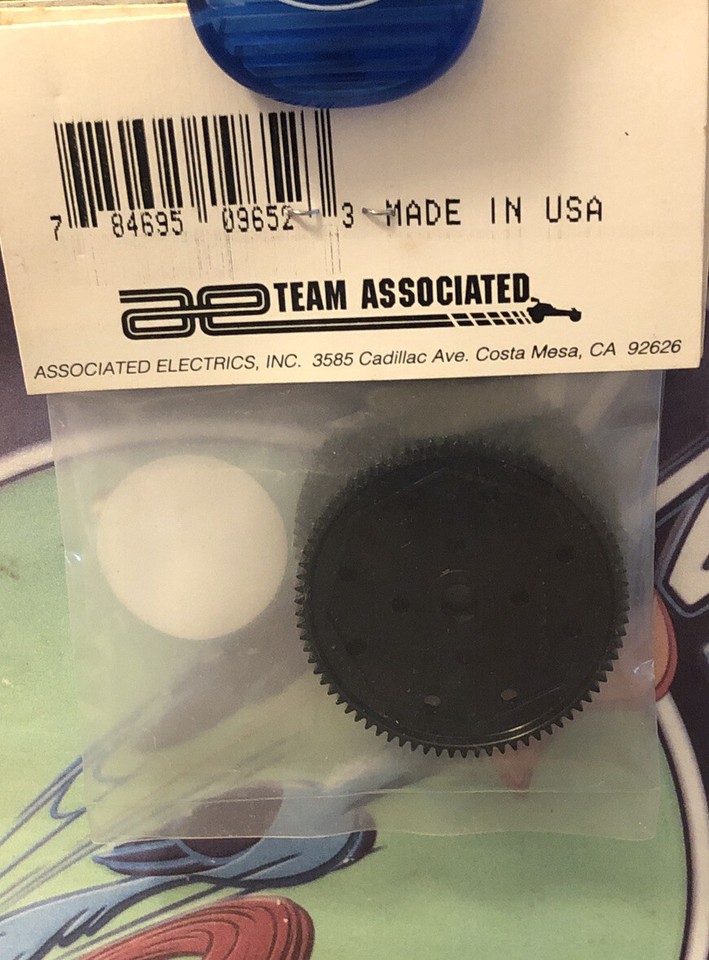 7 84695 09652 3 MADE IN USA
ae TEAM ASSOCIATED
ASSOCIATED ELECTRICS, INC. 3585 Cadillac Ave. Costa Mesa, CA 92626